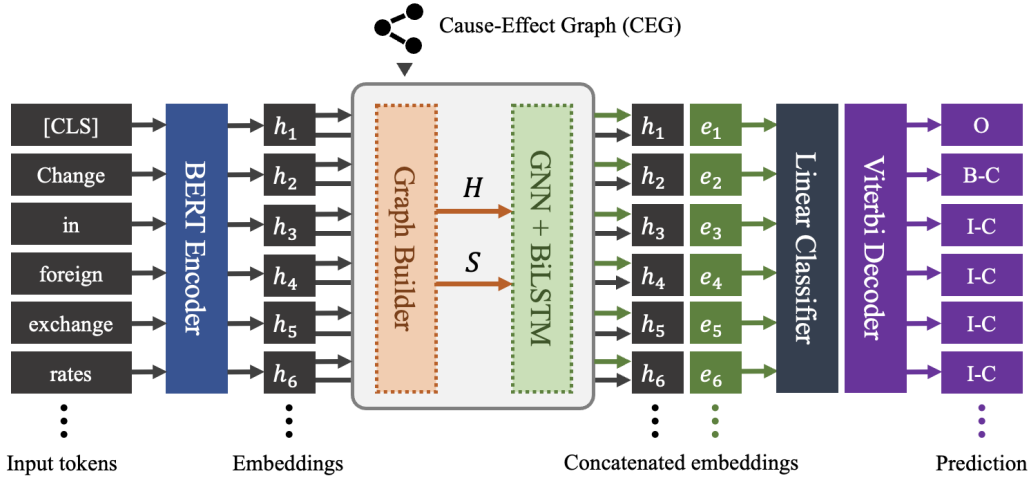 Cause-Effect Graph (CEG)
[CLS]
Change
in
foreign
exchange
rates
BERT Encoder
h1
h2
h3
h4
h5
h6
Graph Builder
H
S
GNN + BiLSTM
h1 e1
h2 e2
h3 e3
h4 e4
h5 e5
h6 e6
Linear Classifier
Viterbi Decoder
O
B-C
I-C
I-C
I-C
I-C
Input tokens
Embeddings
Concatenated embeddings
Prediction